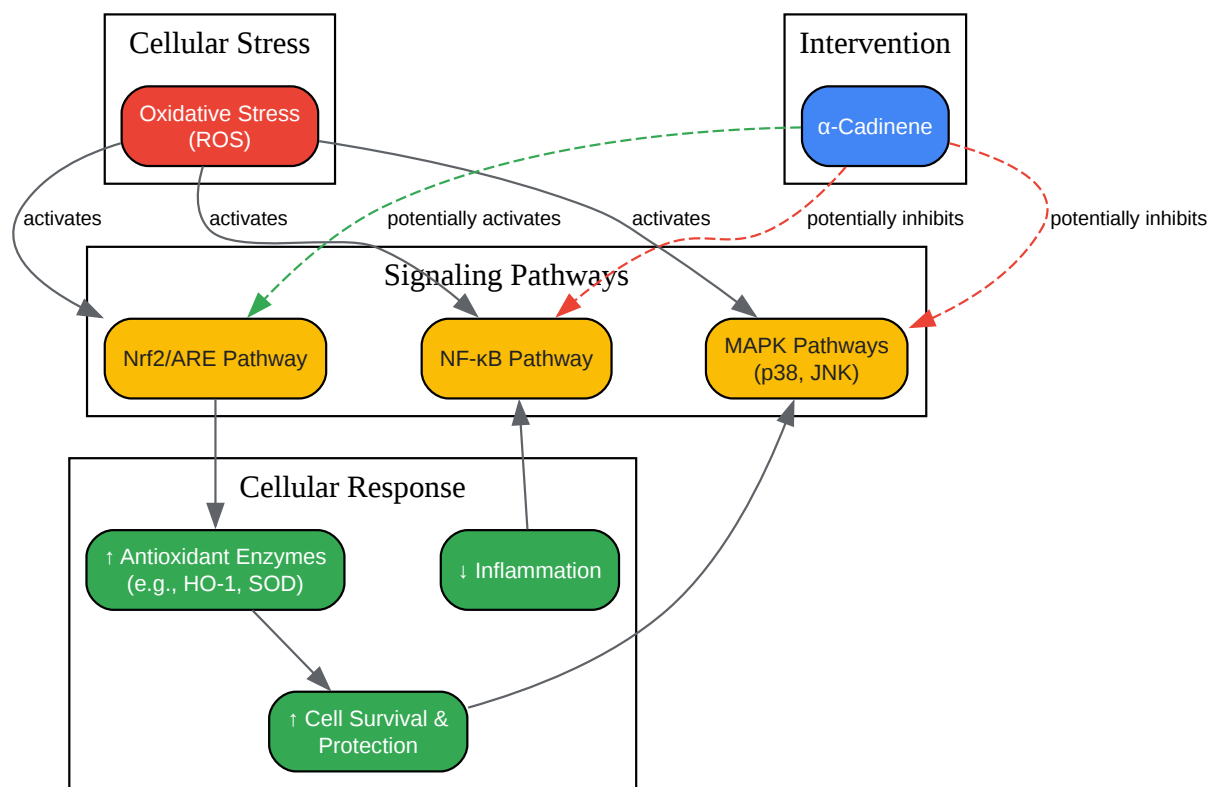 Cellular Stress
Intervention
Oxidative Stress
(ROS)
α-Cadinene
activates
activates
potentially activates
activates
potentially inhibits
potentially inhibits
Signaling Pathways
Nrf2/ARE Pathway
NF-κB Pathway
MAPK Pathways
(p38, JNK)
Cellular Response
↑ Antioxidant Enzymes
(e.g., HO-1, SOD)
↓ Inflammation
↑ Cell Survival &
Protection